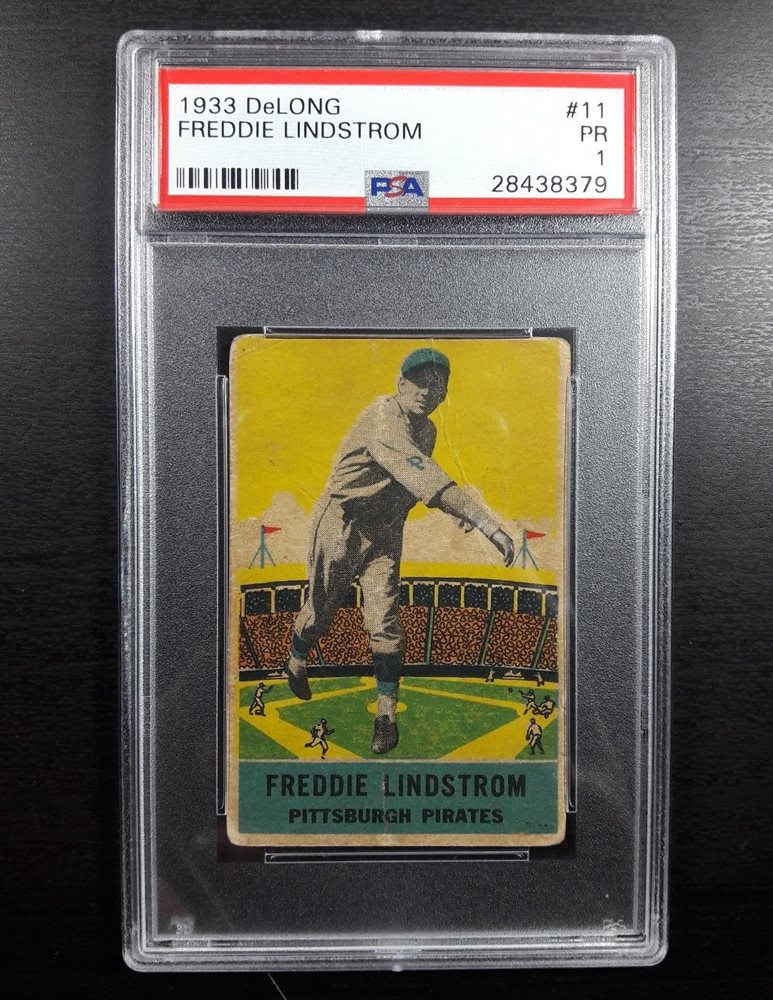 1933 DeLONG #11
FREDDIE LINDSTROM PR
1
PSA 28438379
P
FREDDIE LINDSTROM
PITTSBURGH PIRATES